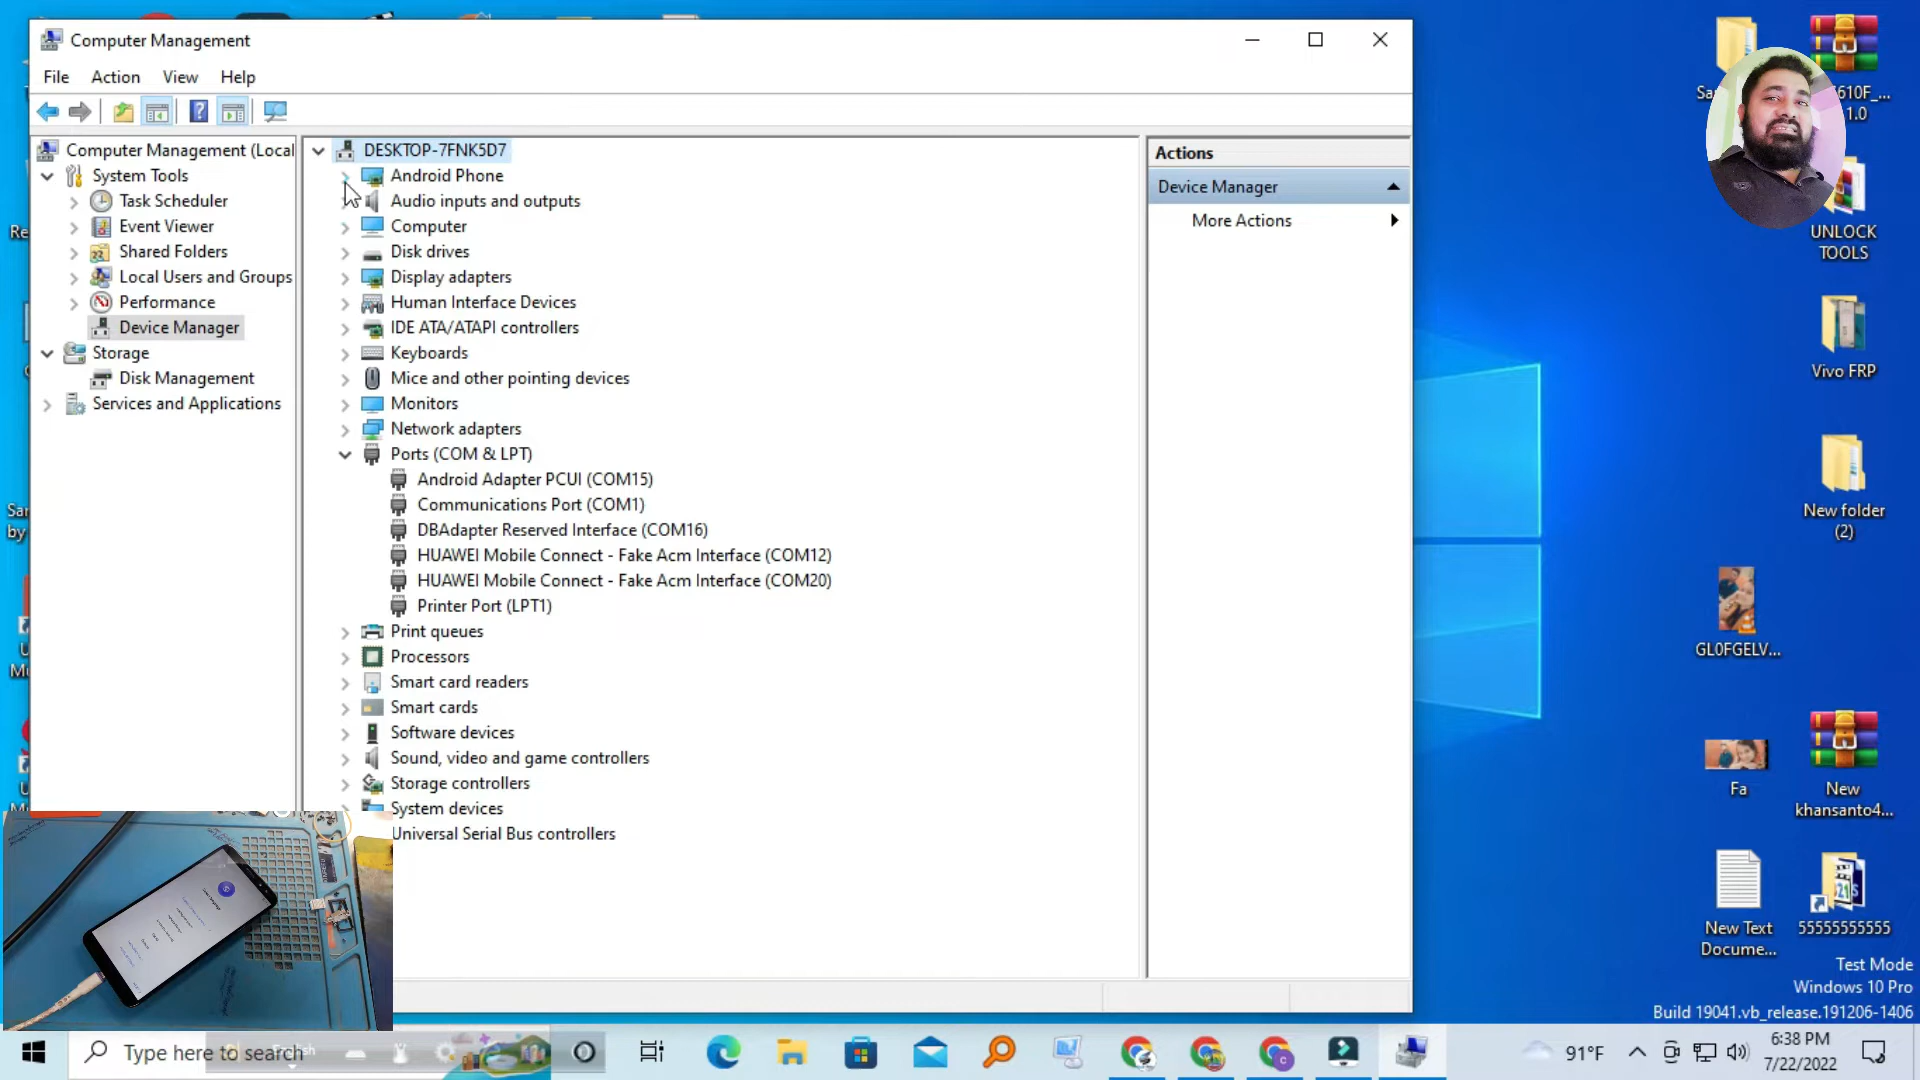 Computer Management
File Action View Help
Computer Management (Local
System Tools
Task Scheduler
Event Viewer
Shared Folders
Local Users and Groups
Performance
Device Manager
Storage
Disk Management
Services and Applications
DESKTOP-7FNK5D7
Android Phone
Audio inputs and outputs
Computer
Disk drives
Display adapters
Human Interface Devices
IDE ATA/ATAPI controllers
Keyboards
Mice and other pointing devices
Monitors
Network adapters
Ports (COM & LPT)
Android Adapter PCUI (COM15)
Communications Port (COM1)
DBAdapter Reserved Interface (COM16)
HUAWEI Mobile Connect - Fake Acm Interface (COM12)
HUAWEI Mobile Connect - Fake Acm Interface (COM20)
Printer Port (LPT1)
Print queues
Processors
Smart card readers
Smart cards
Software devices
Sound, video and game controllers
Storage controllers
System devices
Universal Serial Bus controllers
Actions
Device Manager
More Actions
610F_...
1.0
UNLOCK
TOOLS
Vivo FRP
New folder
(2)
GL0FGELV...
Fa
New
khansanto4...
New Text
Docume...
55555555555
Test Mode
Windows 10 Pro
Build 19041.vb_release.191206-1406
Type here to search
English
91°F
6:38 PM
7/22/2022